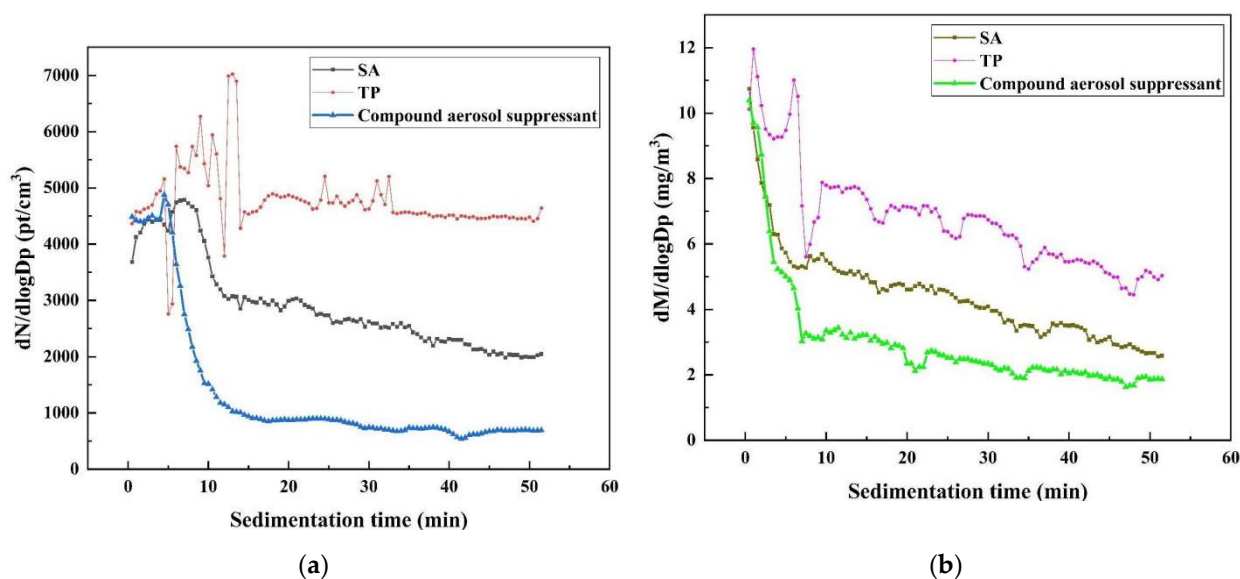 SA
TP
Compound aerosol suppressant
7000
6000
5000
4000
3000
2000
1000
0
dN/dlogDp (pt/cm³)
0 10 20 30 40 50 60
Sedimentation time (min)
(a)
SA
TP
Compound aerosol suppressant
12
10
8
6
4
2
0
dM/dlogDp (mg/m³)
0 10 20 30 40 50 60
Sedimentation time (min)
(b)